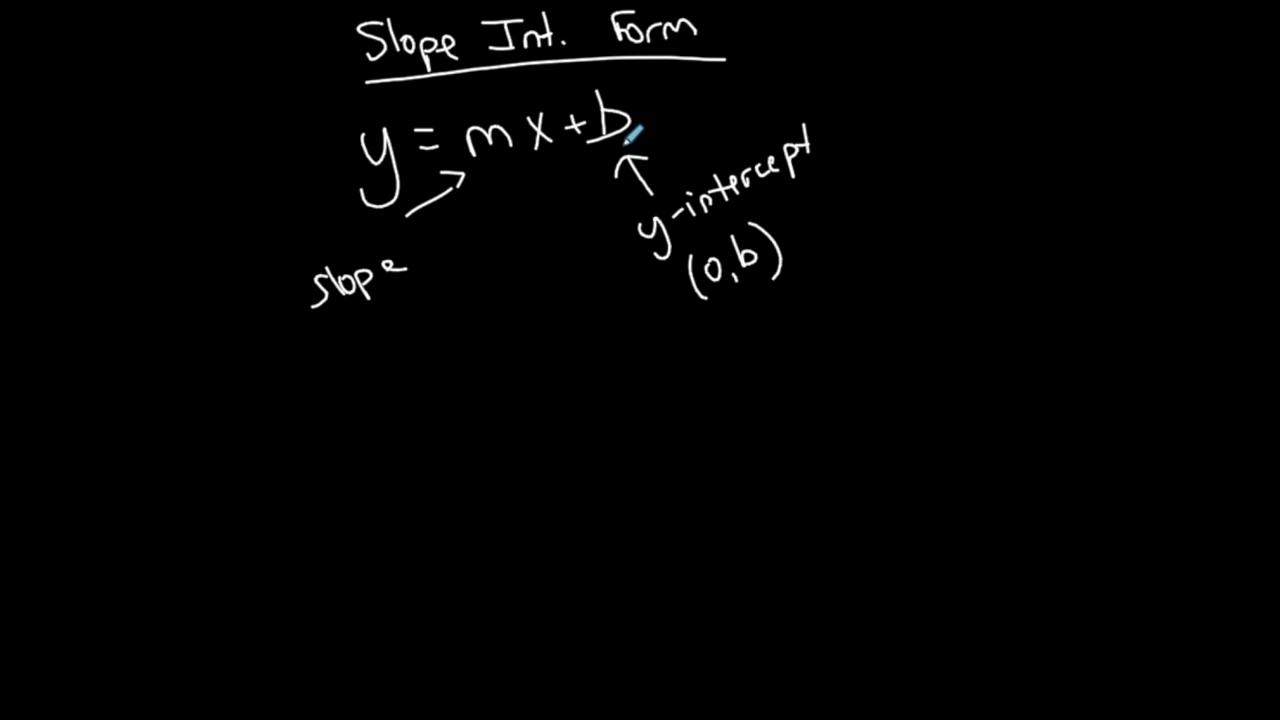 Slope Int. Form
y = mx+b
slope
y-intercept
(0,b)